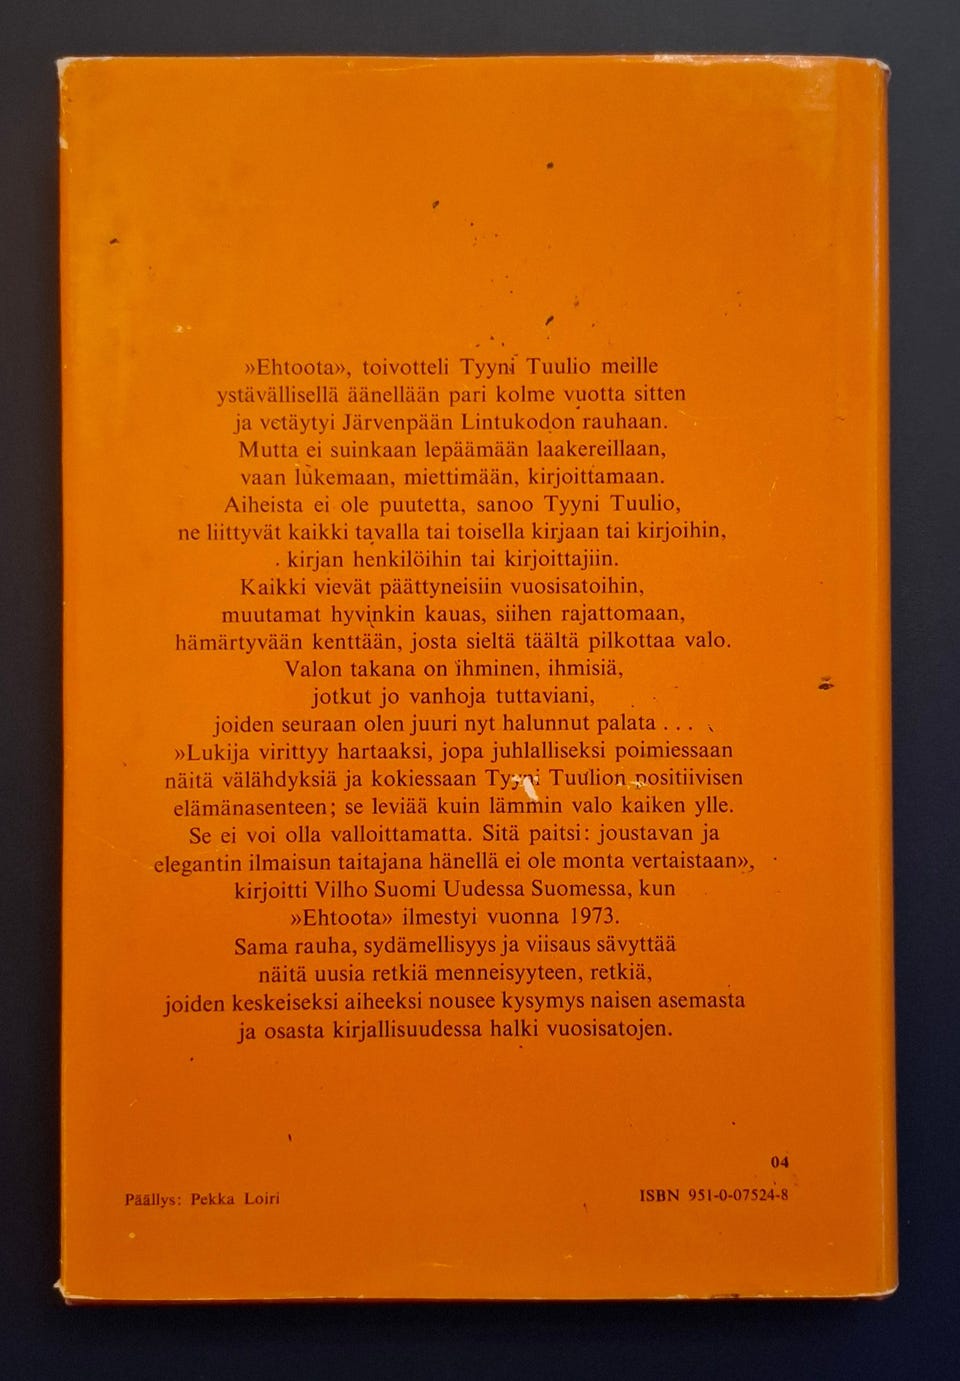 »Ehtoota», toivotteli Tyyni Tuulio meille
ystävällisellä äänellään pari kolme vuotta sitten
ja vetäytyi Järvenpään Lintukodon rauhaan.
Mutta ei suinkaan lepäämään laakereillaan,
vaan lukemaan, miettimään, kirjoittamaan.
Aiheista ei ole puutetta, sanoo Tyyni Tuulio,
ne liittyvät kaikki tavalla tai toisella kirjaan tai kirjoihin,
kirjan henkilöihin tai kirjoittajiin.
Kaikki vievät päättyneisiin vuosisatoihin,
muutamat hyvinkin kauas, siihen rajattomaan,
hämärtyvään kenttään, josta sieltä täältä pilkottaa valo.
Valon takana on ihminen, ihmisiä,
jotkut jo vanhoja tuttaviani,
joiden seuraan olen juuri nyt halunnut palata . . .
»Lukija virittyy hartaaksi, jopa juhlalliseksi poimiessaan
näitä välähdyksiä ja kokiessaan Tyyni Tuulion positiivisen
elämänasenteen; se leviää kuin lämmin valo kaiken ylle.
Se ei voi olla valloittamatta. Sitä paitsi: joustavan ja
elegantin ilmaisun taitajana hänellä ei ole monta vertaistaan»,
kirjoitti Vilho Suomi Uudessa Suomessa, kun
»Ehtoota» ilmestyi vuonna 1973.
Sama rauha, sydämellisyys ja viisaus sävyttää
näitä uusia retkiä menneisyyteen, retkiä,
joiden keskeiseksi aiheeksi nousee kysymys naisen asemasta
ja osasta kirjallisuudessa halki vuosisatojen.
04
Päällys: Pekka Loiri
ISBN 951-0-07524-8